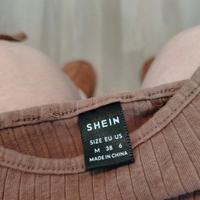 SHEIN
SIZE EU US
M 38 6
MADE IN CHINA